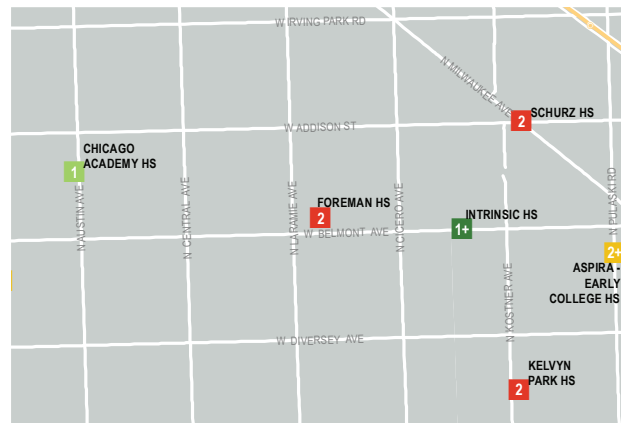 W IRVING PARK RD
N MILWAUKEE AVE
SCHURZ HS
2
W ADDISON ST
CHICAGO
ACADEMY HS
1
N AUSTIN AVE
N CENTRAL AVE
N LARAMIE AVE
FOREMAN HS
2
N CICERO AVE
W BELMONT AVE
INTRINSIC HS
1+
N PULASKI RD
2+
ASPIRA -
EARLY
COLLEGE HS
N KOSTNER AVE
W DIVERSEY AVE
KELVYN
PARK HS
2